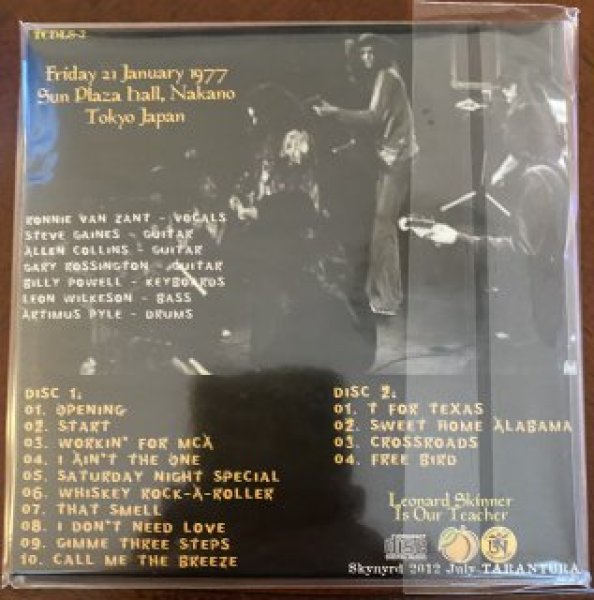 TCDLS-2
Friday 21 January 1977
Sun Plaza Hall, Nakano
Tokyo Japan
RONNIE VAN ZANT - VOCALS
STEVE GAINES - GUITAR
ALLEN COLLINS - GUITAR
GARY ROSSINGTON - GUITAR
BILLY POWELL - KEYBOARDS
LEON WILKESON - BASS
ARTIMUS PYLE - DRUMS
DISC 1:
01. OPENING
02. START
03. WORKIN' FOR MCA
04. I AIN'T THE ONE
05. SATURDAY NIGHT SPECIAL
06. WHISKEY ROCK-A-ROLLER
07. THAT SMELL
08. I DON'T NEED LOVE
09. GIMME THREE STEPS
10. CALL ME THE BREEZE
DISC 2:
01. T FOR TEXAS
02. SWEET HOME ALABAMA
03. CROSSROADS
04. FREE BIRD
Leonard Skinner
Is Our Teacher
disc
Skynyrd 2012 July TARANTURA